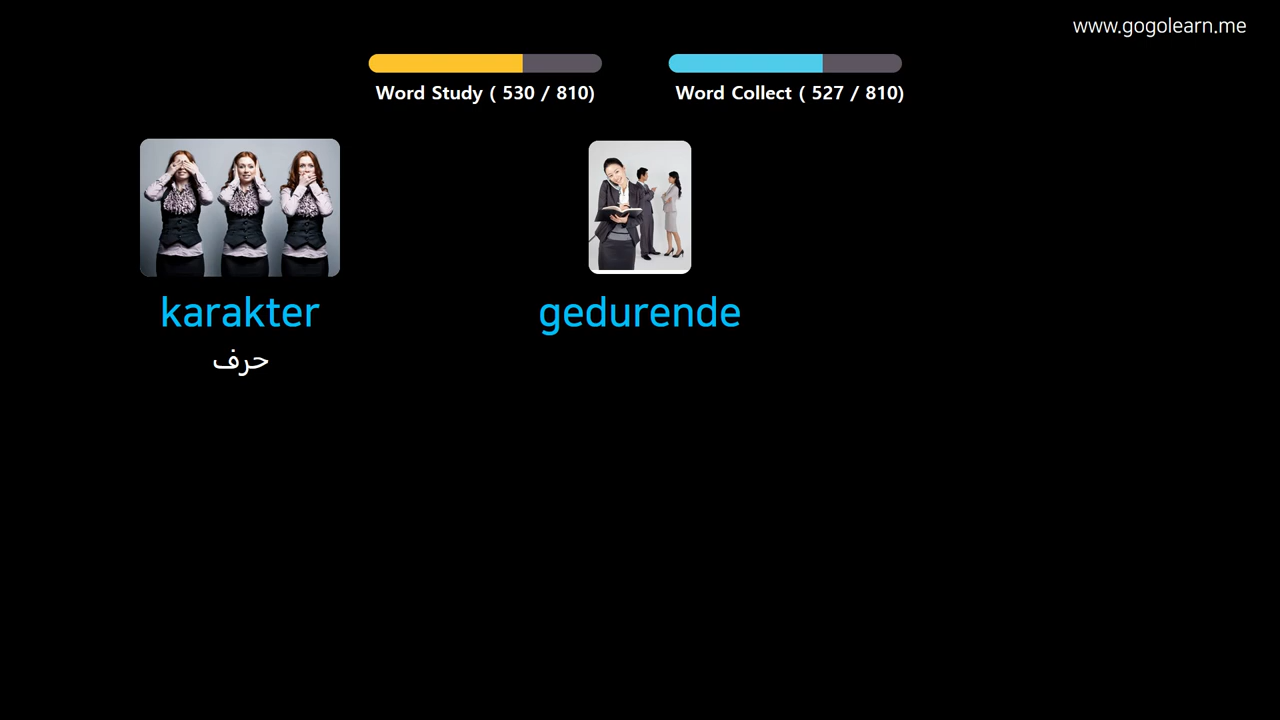 www.gogolearn.me
Word Study ( 530 / 810)
Word Collect ( 527 / 810)
karakter
gedurende
حرف